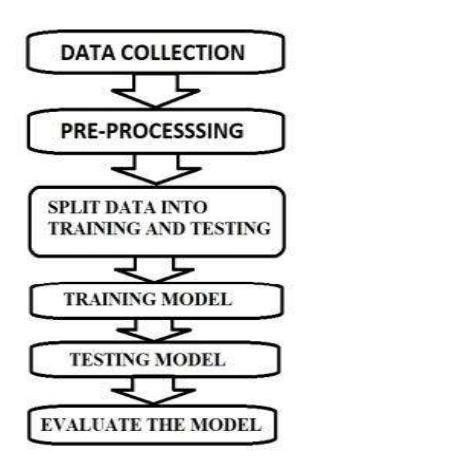 DATA COLLECTION
PRE-PROCESSSING
SPLIT DATA INTO
TRAINING AND TESTING
TRAINING MODEL
TESTING MODEL
EVALUATE THE MODEL